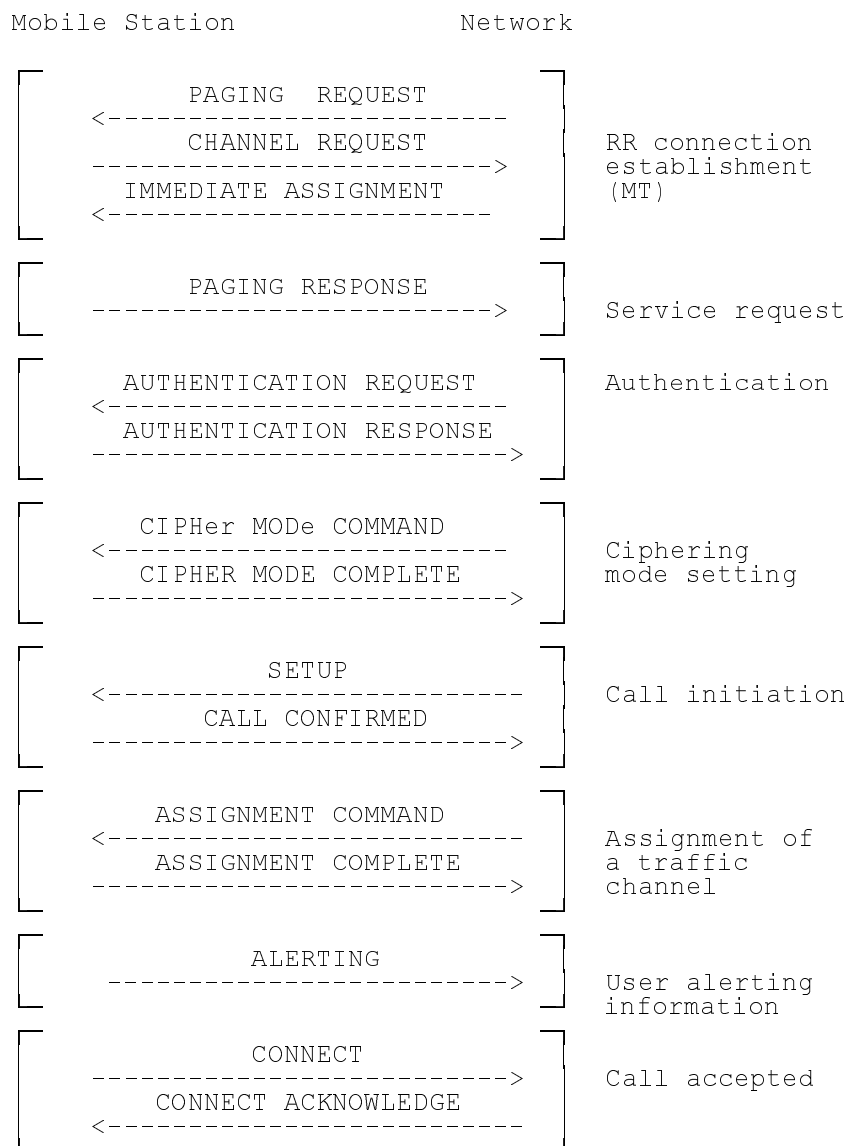 Mobile Station Network
PAGING REQUEST
<-------------------------
CHANNEL REQUEST RR connection
-------------------------> establishment
IMMEDIATE ASSIGNMENT (MT)
<------------------------
PAGING RESPONSE
-------------------------> Service request
AUTHENTICATION REQUEST Authentication
<-------------------------
AUTHENTICATION RESPONSE
-------------------------->
CIPHer MODe COMMAND
<------------------------- Ciphering
CIPHER MODE COMPLETE mode setting
-------------------------->
SETUP
<-------------------------- Call initiation
CALL CONFIRMED
-------------------------->
ASSIGNMENT COMMAND
<-------------------------- Assignment of
ASSIGNMENT COMPLETE a traffic
--------------------------> channel
ALERTING
-------------------------> User alerting
information
CONNECT
--------------------------> Call accepted
CONNECT ACKNOWLEDGE
<--------------------------